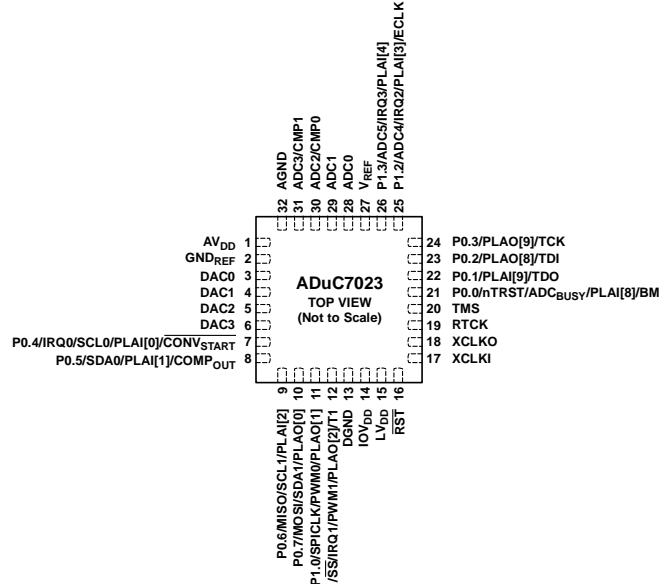 P1.3/ADC5/IRQ3/PLAI[4]
P1.2/ADC4/IRQ2/PLAI[3]/ECLK
AGND
ADC3/CMP1
ADC2/CMP0
ADC1
ADC0
VREF
32 31 30 29 28 27 26 25
AVDD 1
GNDREF 2
DAC0 3
DAC1 4
DAC2 5
DAC3 6
P0.4/IRQ0/SCL0/PLAI[0]/CONVSTART 7
P0.5/SDA0/PLAI[1]/COMPOUT 8
ADuC7023
TOP VIEW
(Not to Scale)
24 P0.3/PLAO[9]/TCK
23 P0.2/PLAO[8]/TDI
22 P0.1/PLAI[9]/TDO
21 P0.0/nTRST/ADCBUSY/PLAI[8]/BM
20 TMS
19 RTCK
18 XCLKO
17 XCLKI
9 10 11 12 13 14 15 16
P0.6/MISO/SCL1/PLAI[2]
P0.7/MOSI/SDA1/PLAO[0]
P1.0/SPICLK/PWM0/PLAO[1]
/SS/IRQ1/PWM1/PLAO[2]/T1
DGND
IOVDD
LVDD
RST